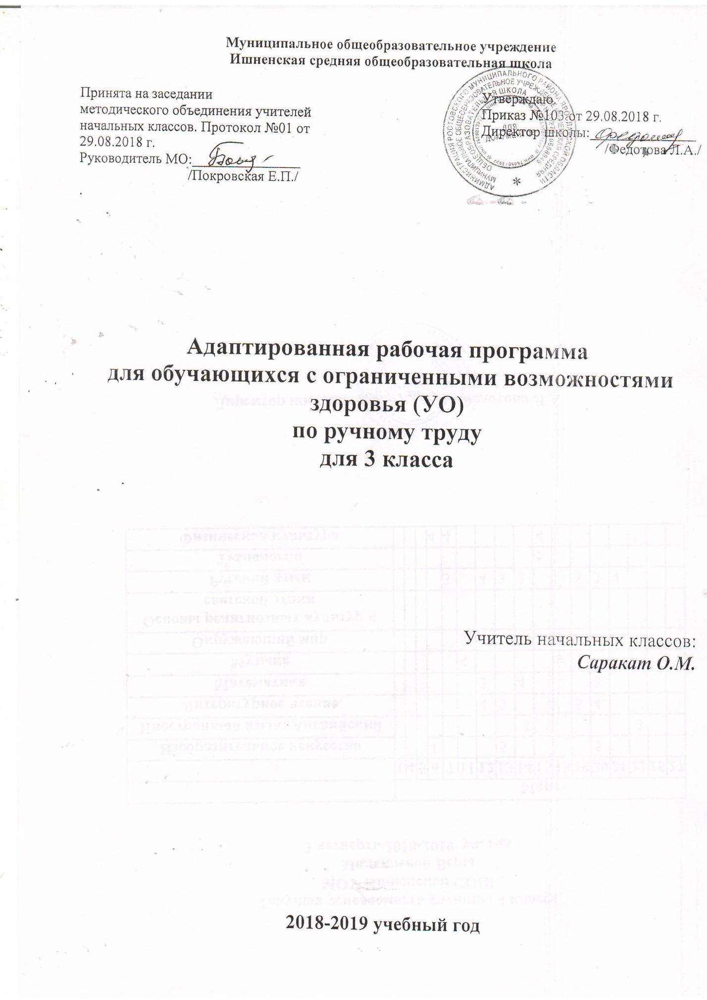 Муниципальное общеобразовательное учреждение
Ишненская средняя общеобразовательная школа
Принята на заседании
методического объединения учителей
начальных классов. Протокол №01 от
29.08.2018 г.
Руководитель МО:
/Покровская Е.П./
Утверждаю.
Приказ №103 от 29.08.2018 г.
Директор школы:
/Федотова Л.А./
АДМИНИСТРАЦИЯ РОСТОВСКОГО МУНИЦИПАЛЬНОГО РАЙОНА ЯРОСЛАВСКОЙ ОБЛАСТИ
МУНИЦИПАЛЬНОЕ ОБЩЕОБРАЗОВАТЕЛЬНОЕ УЧРЕЖДЕНИЕ ИШНЕНСКАЯ СРЕДНЯЯ
ОБЩЕОБРАЗОВАТЕЛЬНАЯ ШКОЛА
ДЛЯ
ДОКУМЕНТОВ
Адаптированная рабочая программа
для обучающихся с ограниченными возможностями
здоровья (УО)
по ручному труду
для 3 класса
Учитель начальных классов:
Саракат О.М.
2018-2019 учебный год